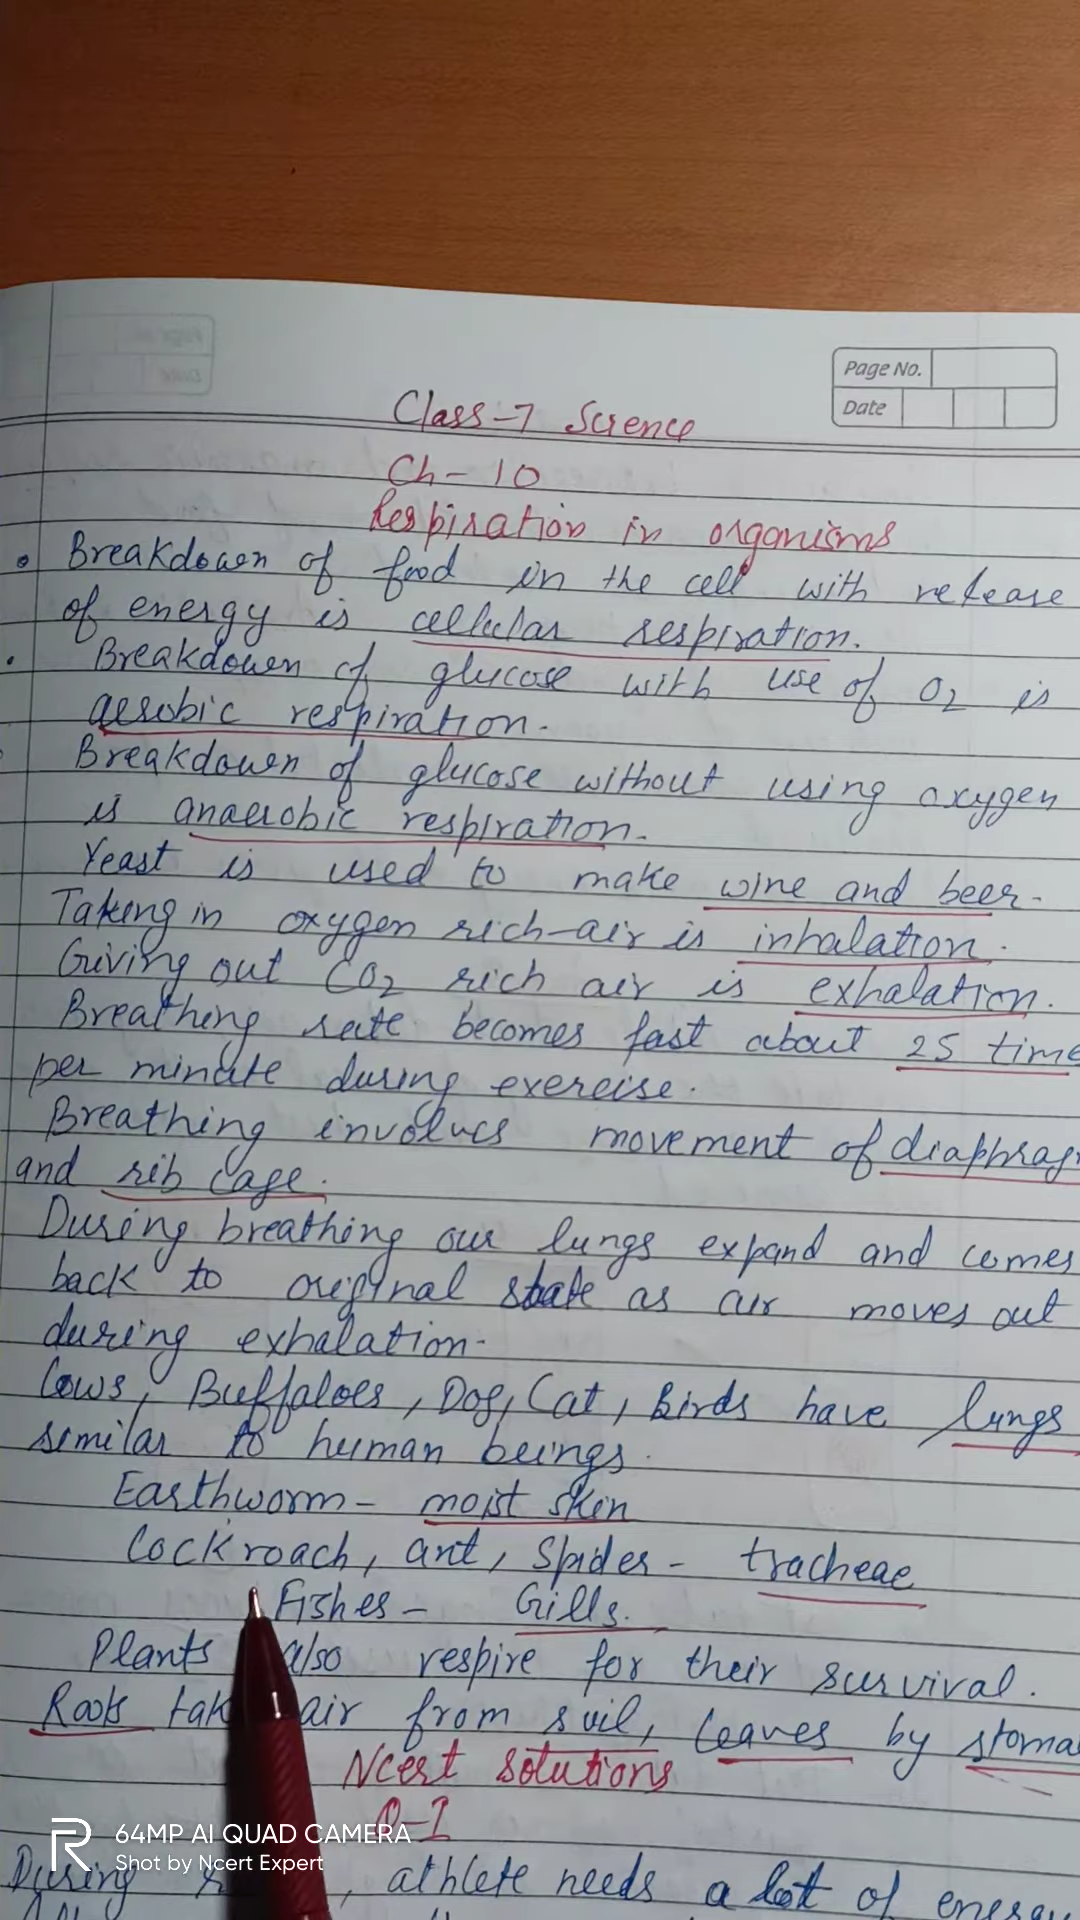 Page No.
Date
Class-7 Science
Ch-10
Respiration in organisms
Breakdown of food in the cell with release
of energy is cellular respiration.
Breakdown of glucose with use of O2 is
aerobic respiration.
Breakdown of glucose without using oxygen
is anaerobic respiration.
Yeast is used to make wine and beer.
Taking in oxygen rich-air is inhalation.
Giving out CO2 rich air is exhalation.
Breathing rate becomes fast about 25 time
per minute during exercise.
Breathing involves movement of diaphrag
and rib cage.
During breathing our lungs expand and comes
back to original state as air moves out
during exhalation.
Cows, Buffaloes, Dog, Cat, Birds have lungs
similar to human beings.
Earthworm - moist skin
Cockroach, ant, Spider - tracheae
Fishes - Gills.
Plants also respire for their survival.
Roots tak air from soil, leaves by stoma
Ncert Solutions
Q-1
During , athlete needs a lot of energy
64MP AI QUAD CAMERA
Shot by Ncert Expert